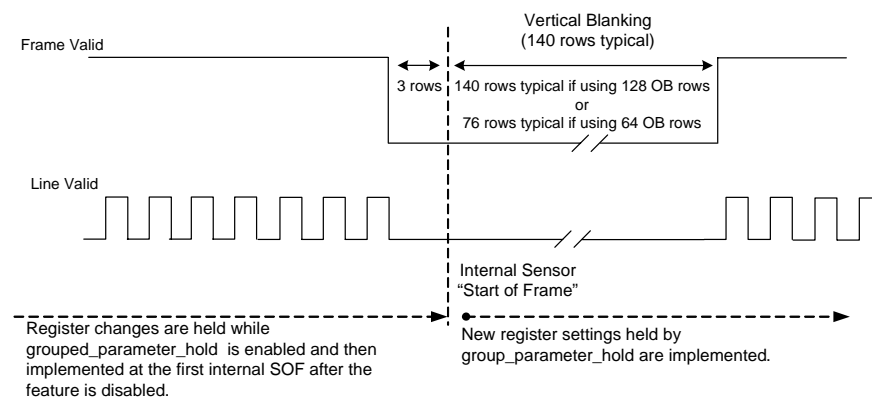 Vertical Blanking
(140 rows typical)
Frame Valid
3 rows
140 rows typical if using 128 OB rows
or
76 rows typical if using 64 OB rows
Line Valid
Internal Sensor
“Start of Frame”
Register changes are held while
grouped_parameter_hold is enabled and then
implemented at the first internal SOF after the
feature is disabled.
New register settings held by
group_parameter_hold are implemented.